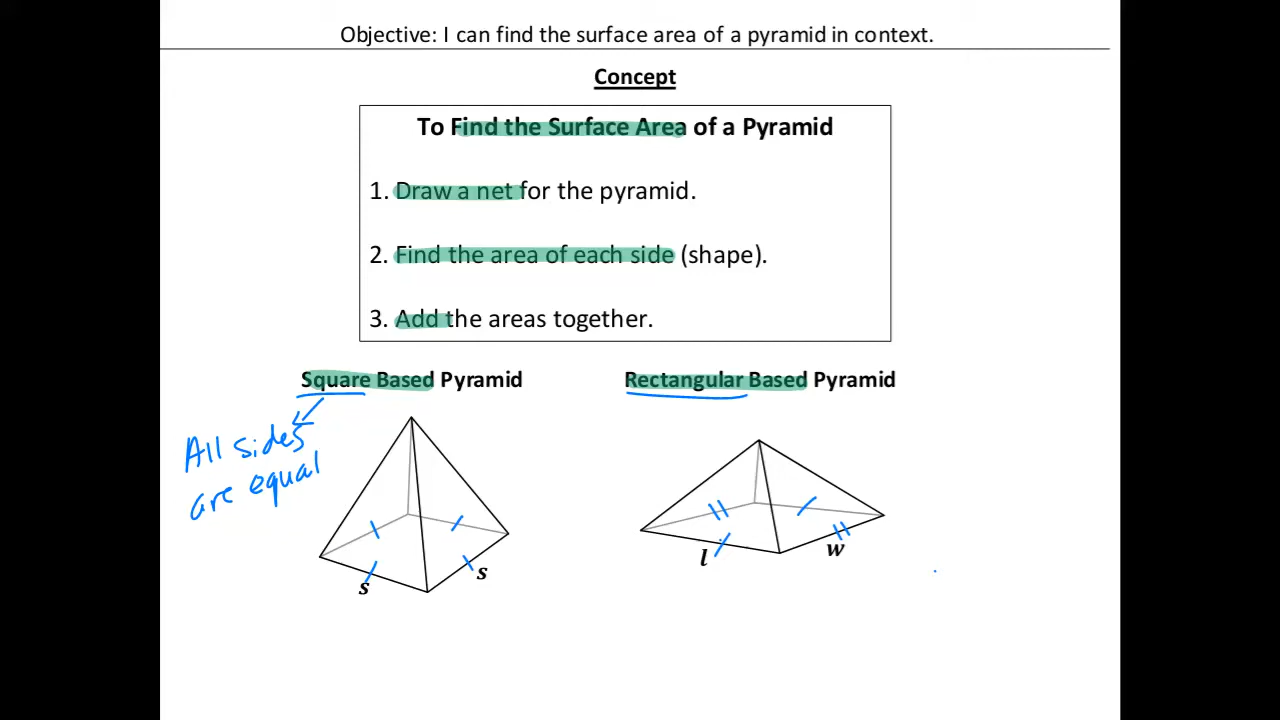 Objective: I can find the surface area of a pyramid in context.
Concept
To Find the Surface Area of a Pyramid
1. Draw a net for the pyramid.
2. Find the area of each side (shape).
3. Add the areas together.
Square Based Pyramid
Rectangular Based Pyramid
All sides
are equal
s
s
l
w